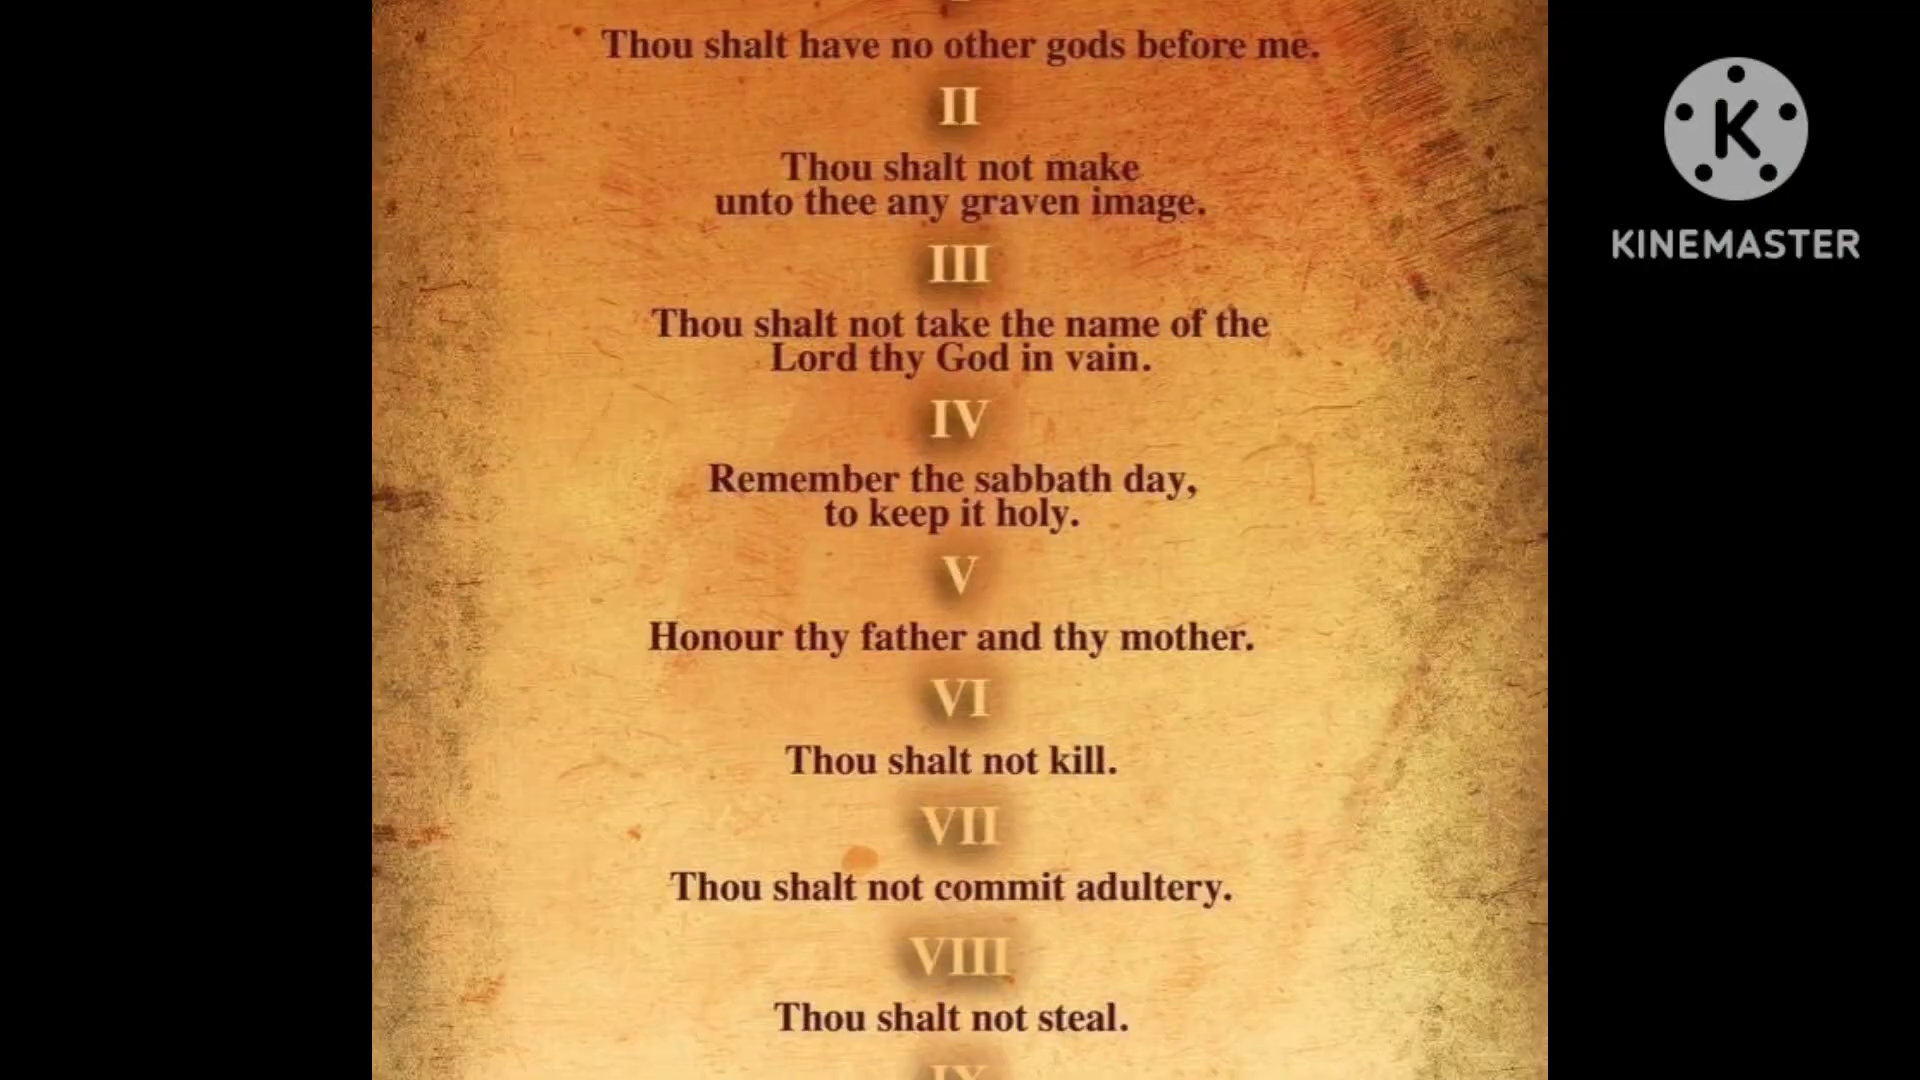 Thou shalt have no other gods before me.
II
Thou shalt not make
unto thee any graven image.
III
Thou shalt not take the name of the
Lord thy God in vain.
IV
Remember the sabbath day,
to keep it holy.
V
Honour thy father and thy mother.
VI
Thou shalt not kill.
VII
Thou shalt not commit adultery.
VIII
Thou shalt not steal.
IX
K
KINEMASTER